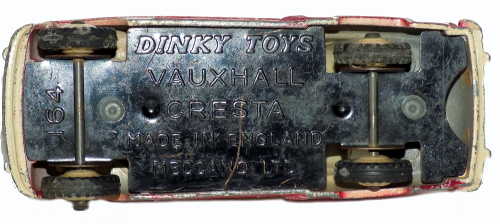 DINKY TOYS
VAUXHALL
CRESTA
MADE IN ENGLAND
MECCANO LTD
164